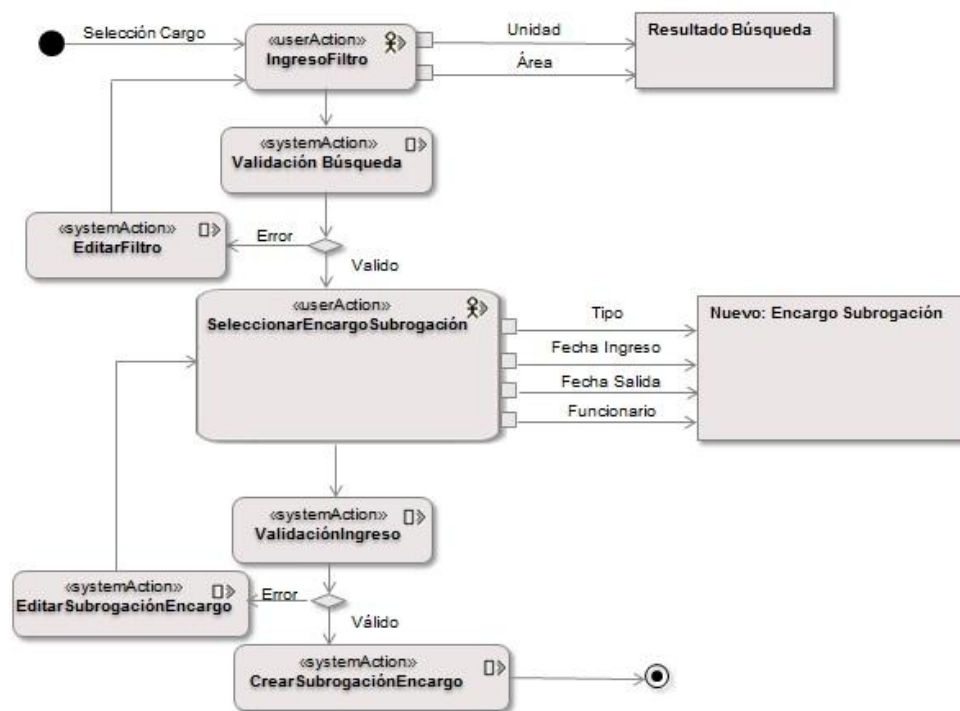 Selección Cargo
«userAction»
IngresoFiltro
Unidad
Área
Resultado Búsqueda
«systemAction»
Validación Búsqueda
«systemAction»
EditarFiltro
Error
Valido
«userAction»
SeleccionarEncargoSubrogación
Tipo
Fecha Ingreso
Fecha Salida
Funcionario
Nuevo: Encargo Subrogación
«systemAction»
ValidaciónIngreso
«systemAction»
EditarSubrogaciónEncargo
Error
Válido
«systemAction»
CrearSubrogaciónEncargo